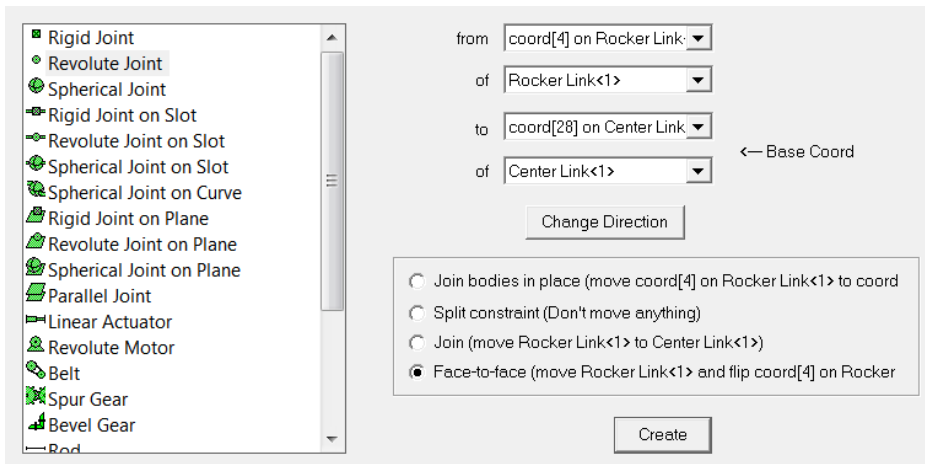 Rigid Joint
Revolute Joint
Spherical Joint
Rigid Joint on Slot
Revolute Joint on Slot
Spherical Joint on Slot
Spherical Joint on Curve
Rigid Joint on Plane
Revolute Joint on Plane
Spherical Joint on Plane
Parallel Joint
Linear Actuator
Revolute Motor
Belt
Spur Gear
Bevel Gear
Rod
from coord[4] on Rocker Link
of Rocker Link<1>
to coord[28] on Center Link
<— Base Coord
of Center Link<1>
Change Direction
Join bodies in place (move coord[4] on Rocker Link<1> to coord
Split constraint (Don't move anything)
Join (move Rocker Link<1> to Center Link<1>)
Face-to-face (move Rocker Link<1> and flip coord[4] on Rocker
Create